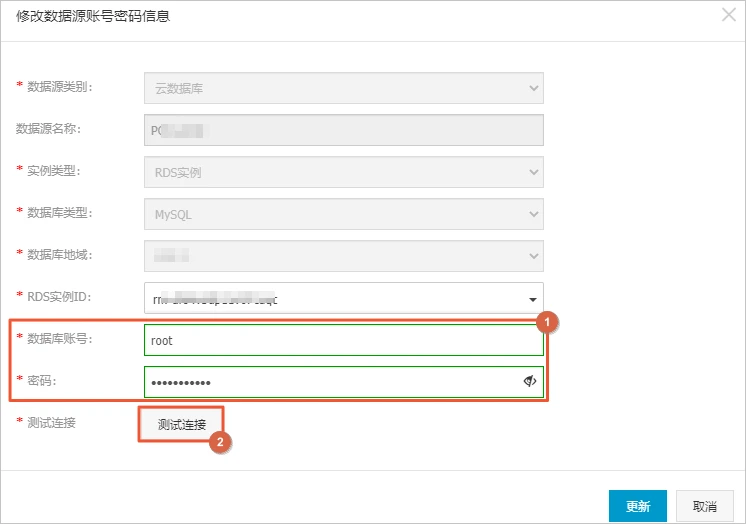 修改数据源账号密码信息
* 数据源类别: 云数据库
数据源名称:
* 实例类型: RDS实例
* 数据库类型: MySQL
* 数据库地域:
* RDS实例ID:
1
* 数据库账号: root
* 密码: •••••••••••
* 测试连接 测试连接
2
更新 取消